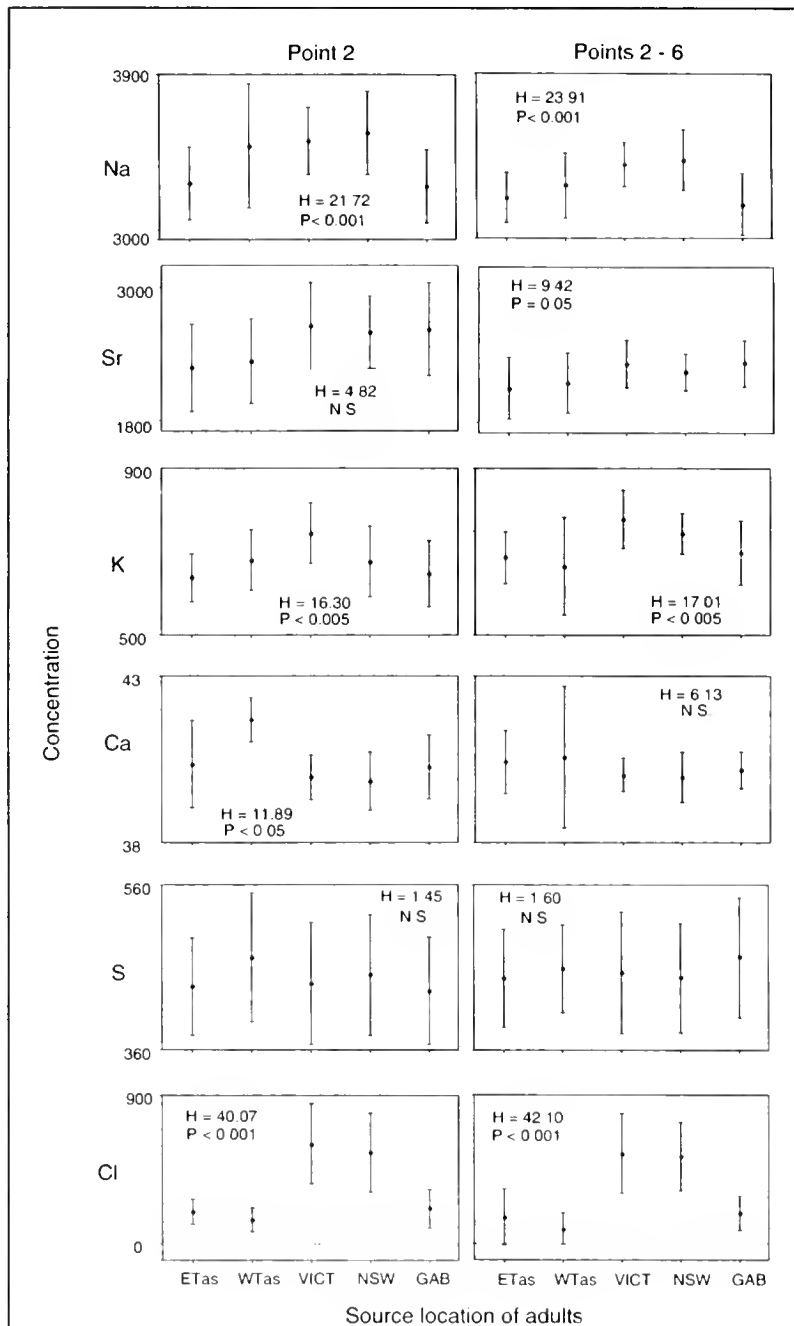 Point 2
Points 2 - 6
3900
Na
3000
H = 21 72
P< 0.001
H = 23 91
P< 0.001
3000
Sr
1800
H = 4 82
N S
H = 9 42
P = 0 05
900
K
500
H = 16.30
P < 0.005
H = 17 01
P < 0 005
43
Ca
38
H = 11.89
P < 0 05
H = 6 13
N S.
560
S
360
H = 1 45
N S
H = 1 60
N S
900
Cl
0
H = 40.07
P < 0 001
H = 42 10
P < 0 001
Concentration
ETas WTas VICT NSW GAB
ETas WTas VICT NSW GAB
Source location of adults